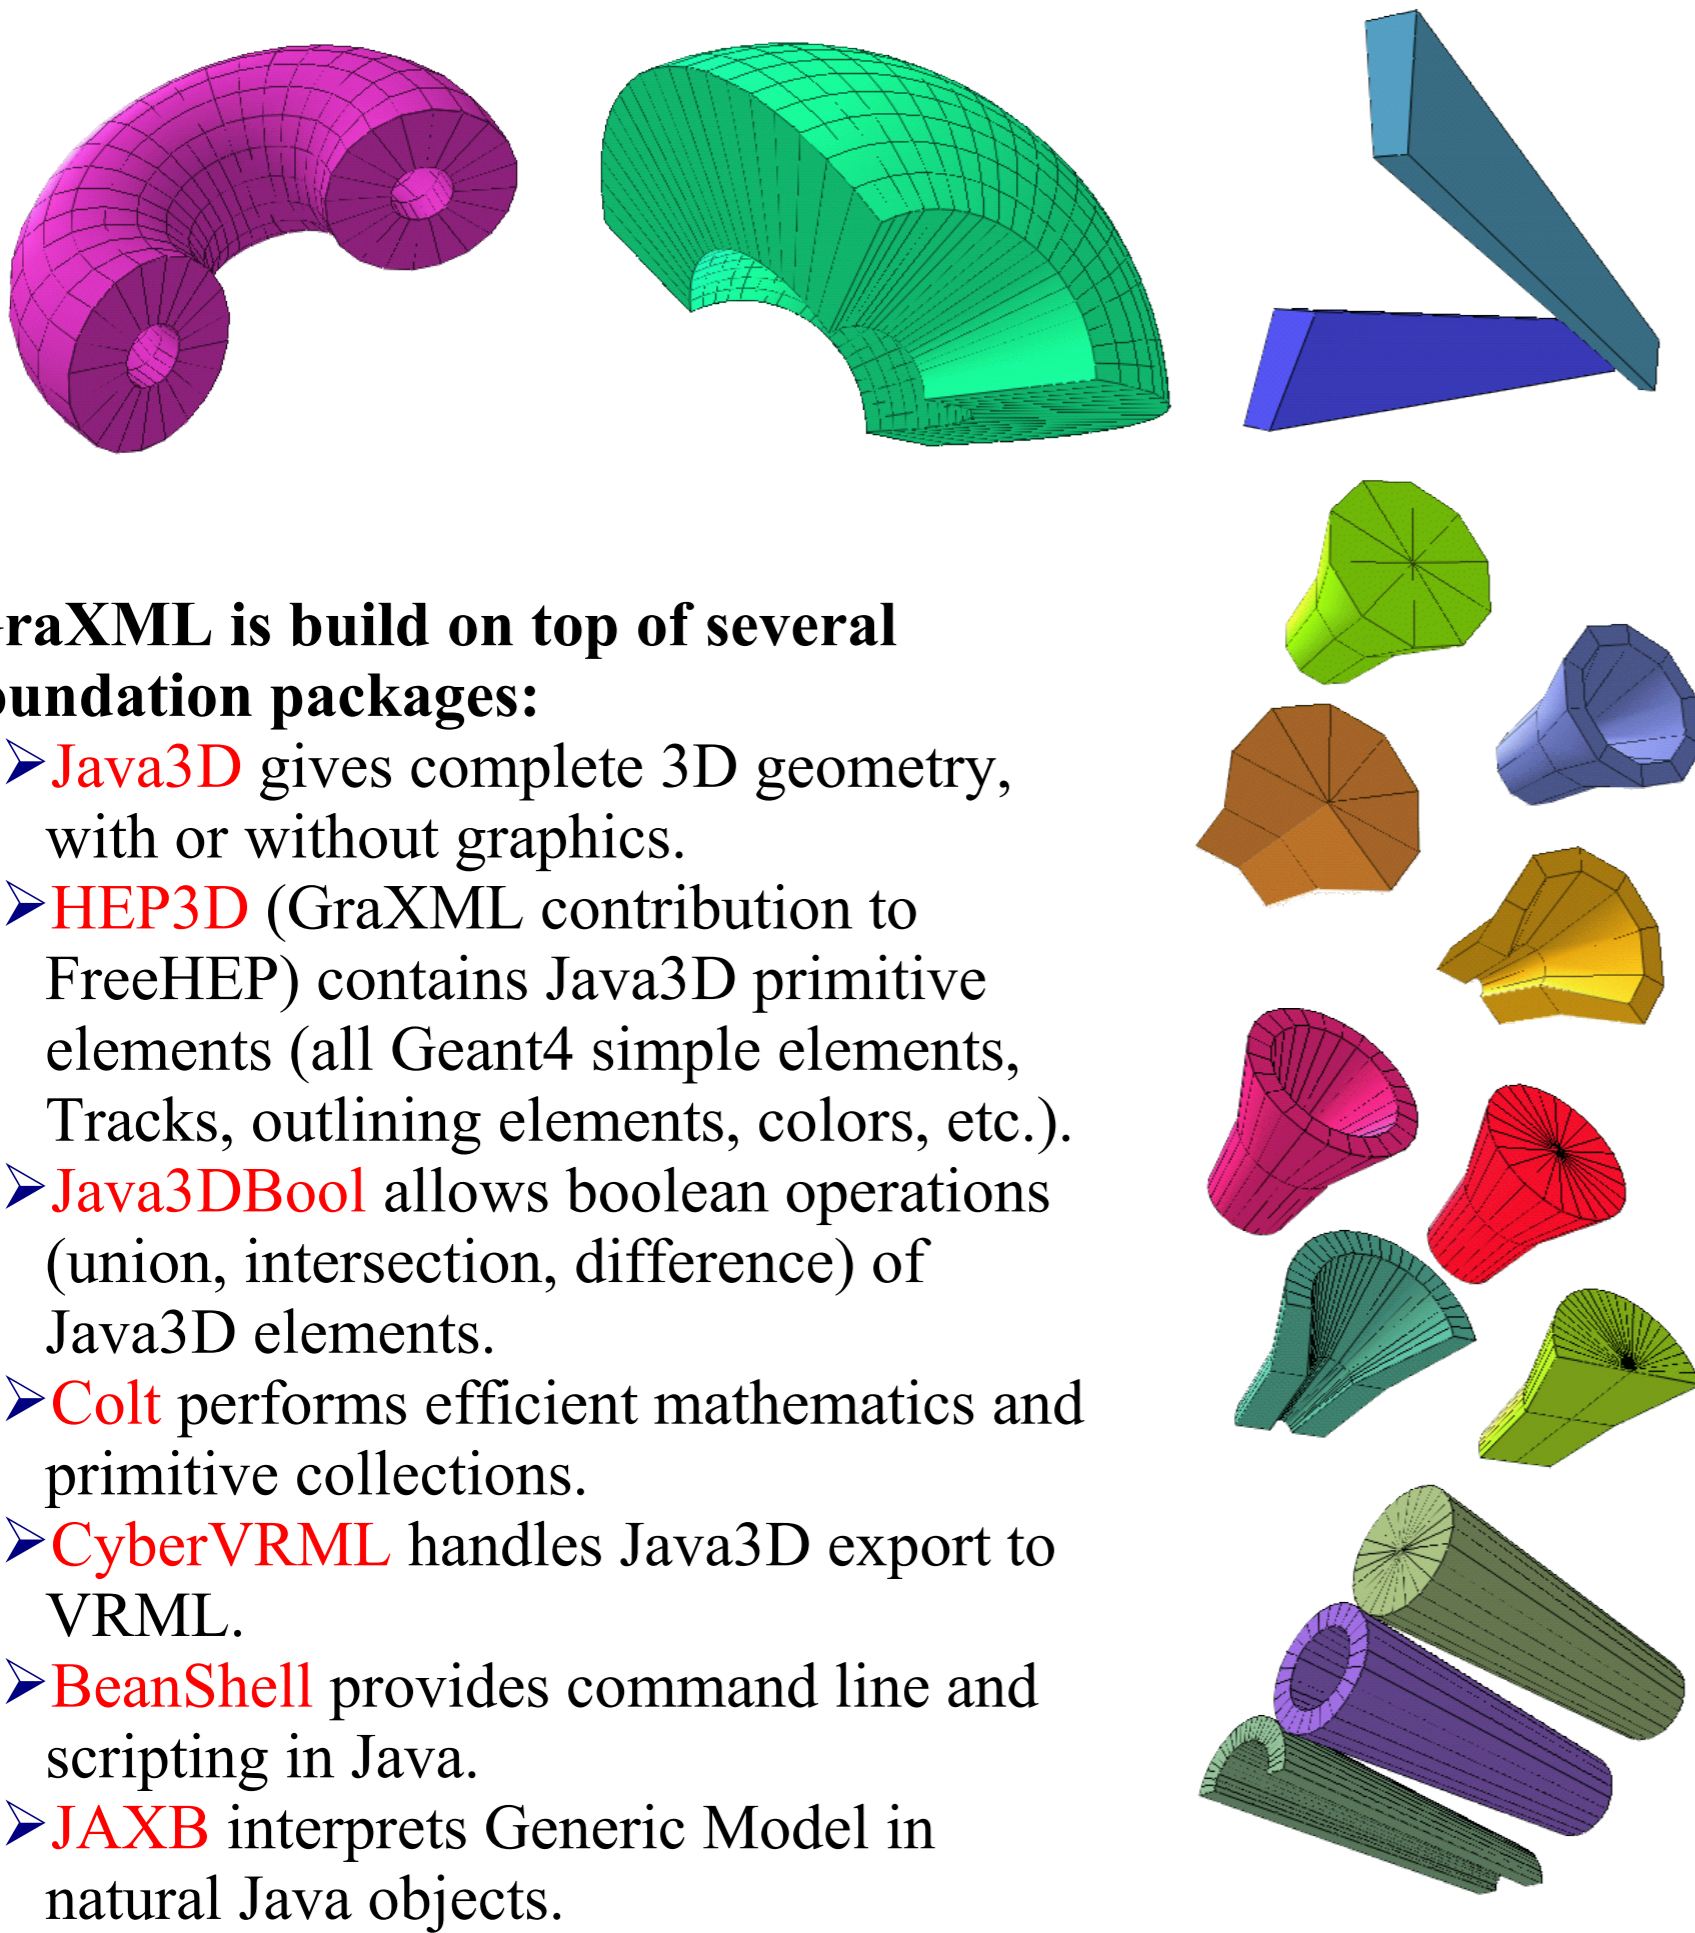 raXML is build on top of several
oundation packages:
➢Java3D gives complete 3D geometry,
with or without graphics.
➢HEP3D (GraXML contribution to
FreeHEP) contains Java3D primitive
elements (all Geant4 simple elements,
Tracks, outlining elements, colors, etc.).
➢Java3DBool allows boolean operations
(union, intersection, difference) of
Java3D elements.
➢Colt performs efficient mathematics and
primitive collections.
➢CyberVRML handles Java3D export to
VRML.
➢BeanShell provides command line and
scripting in Java.
➢JAXB interprets Generic Model in
natural Java objects.